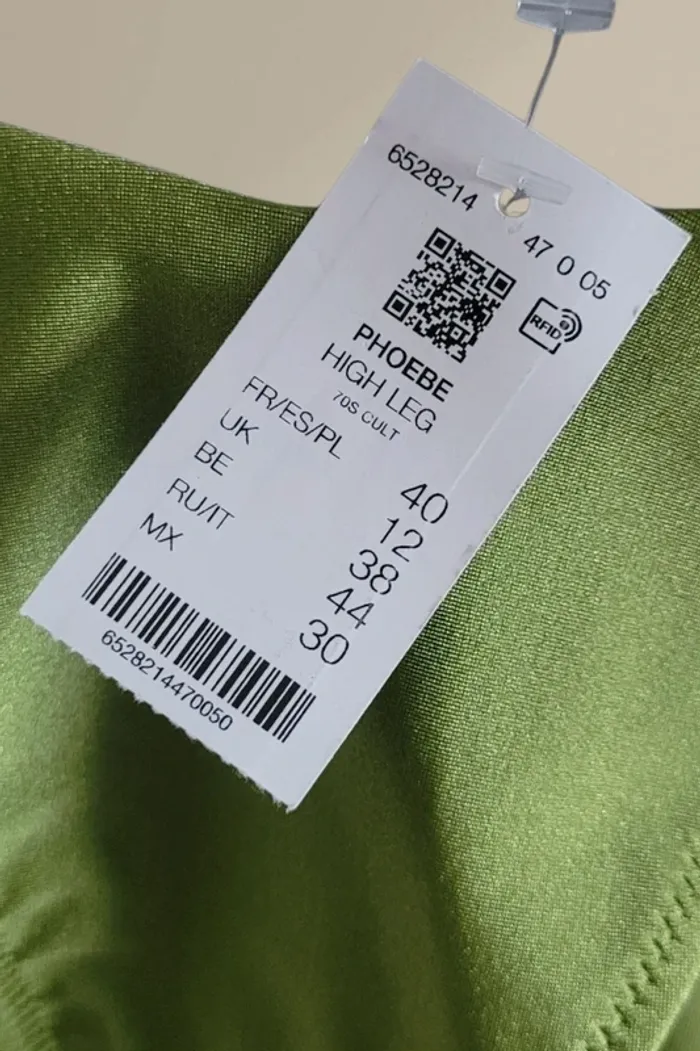 6528214 47 0 05
RFID
PHOEBE
HIGH LEG
70S CULT
FR/ES/PL 40
UK 12
BE 38
RU/IT 44
MX 30
6528214470050